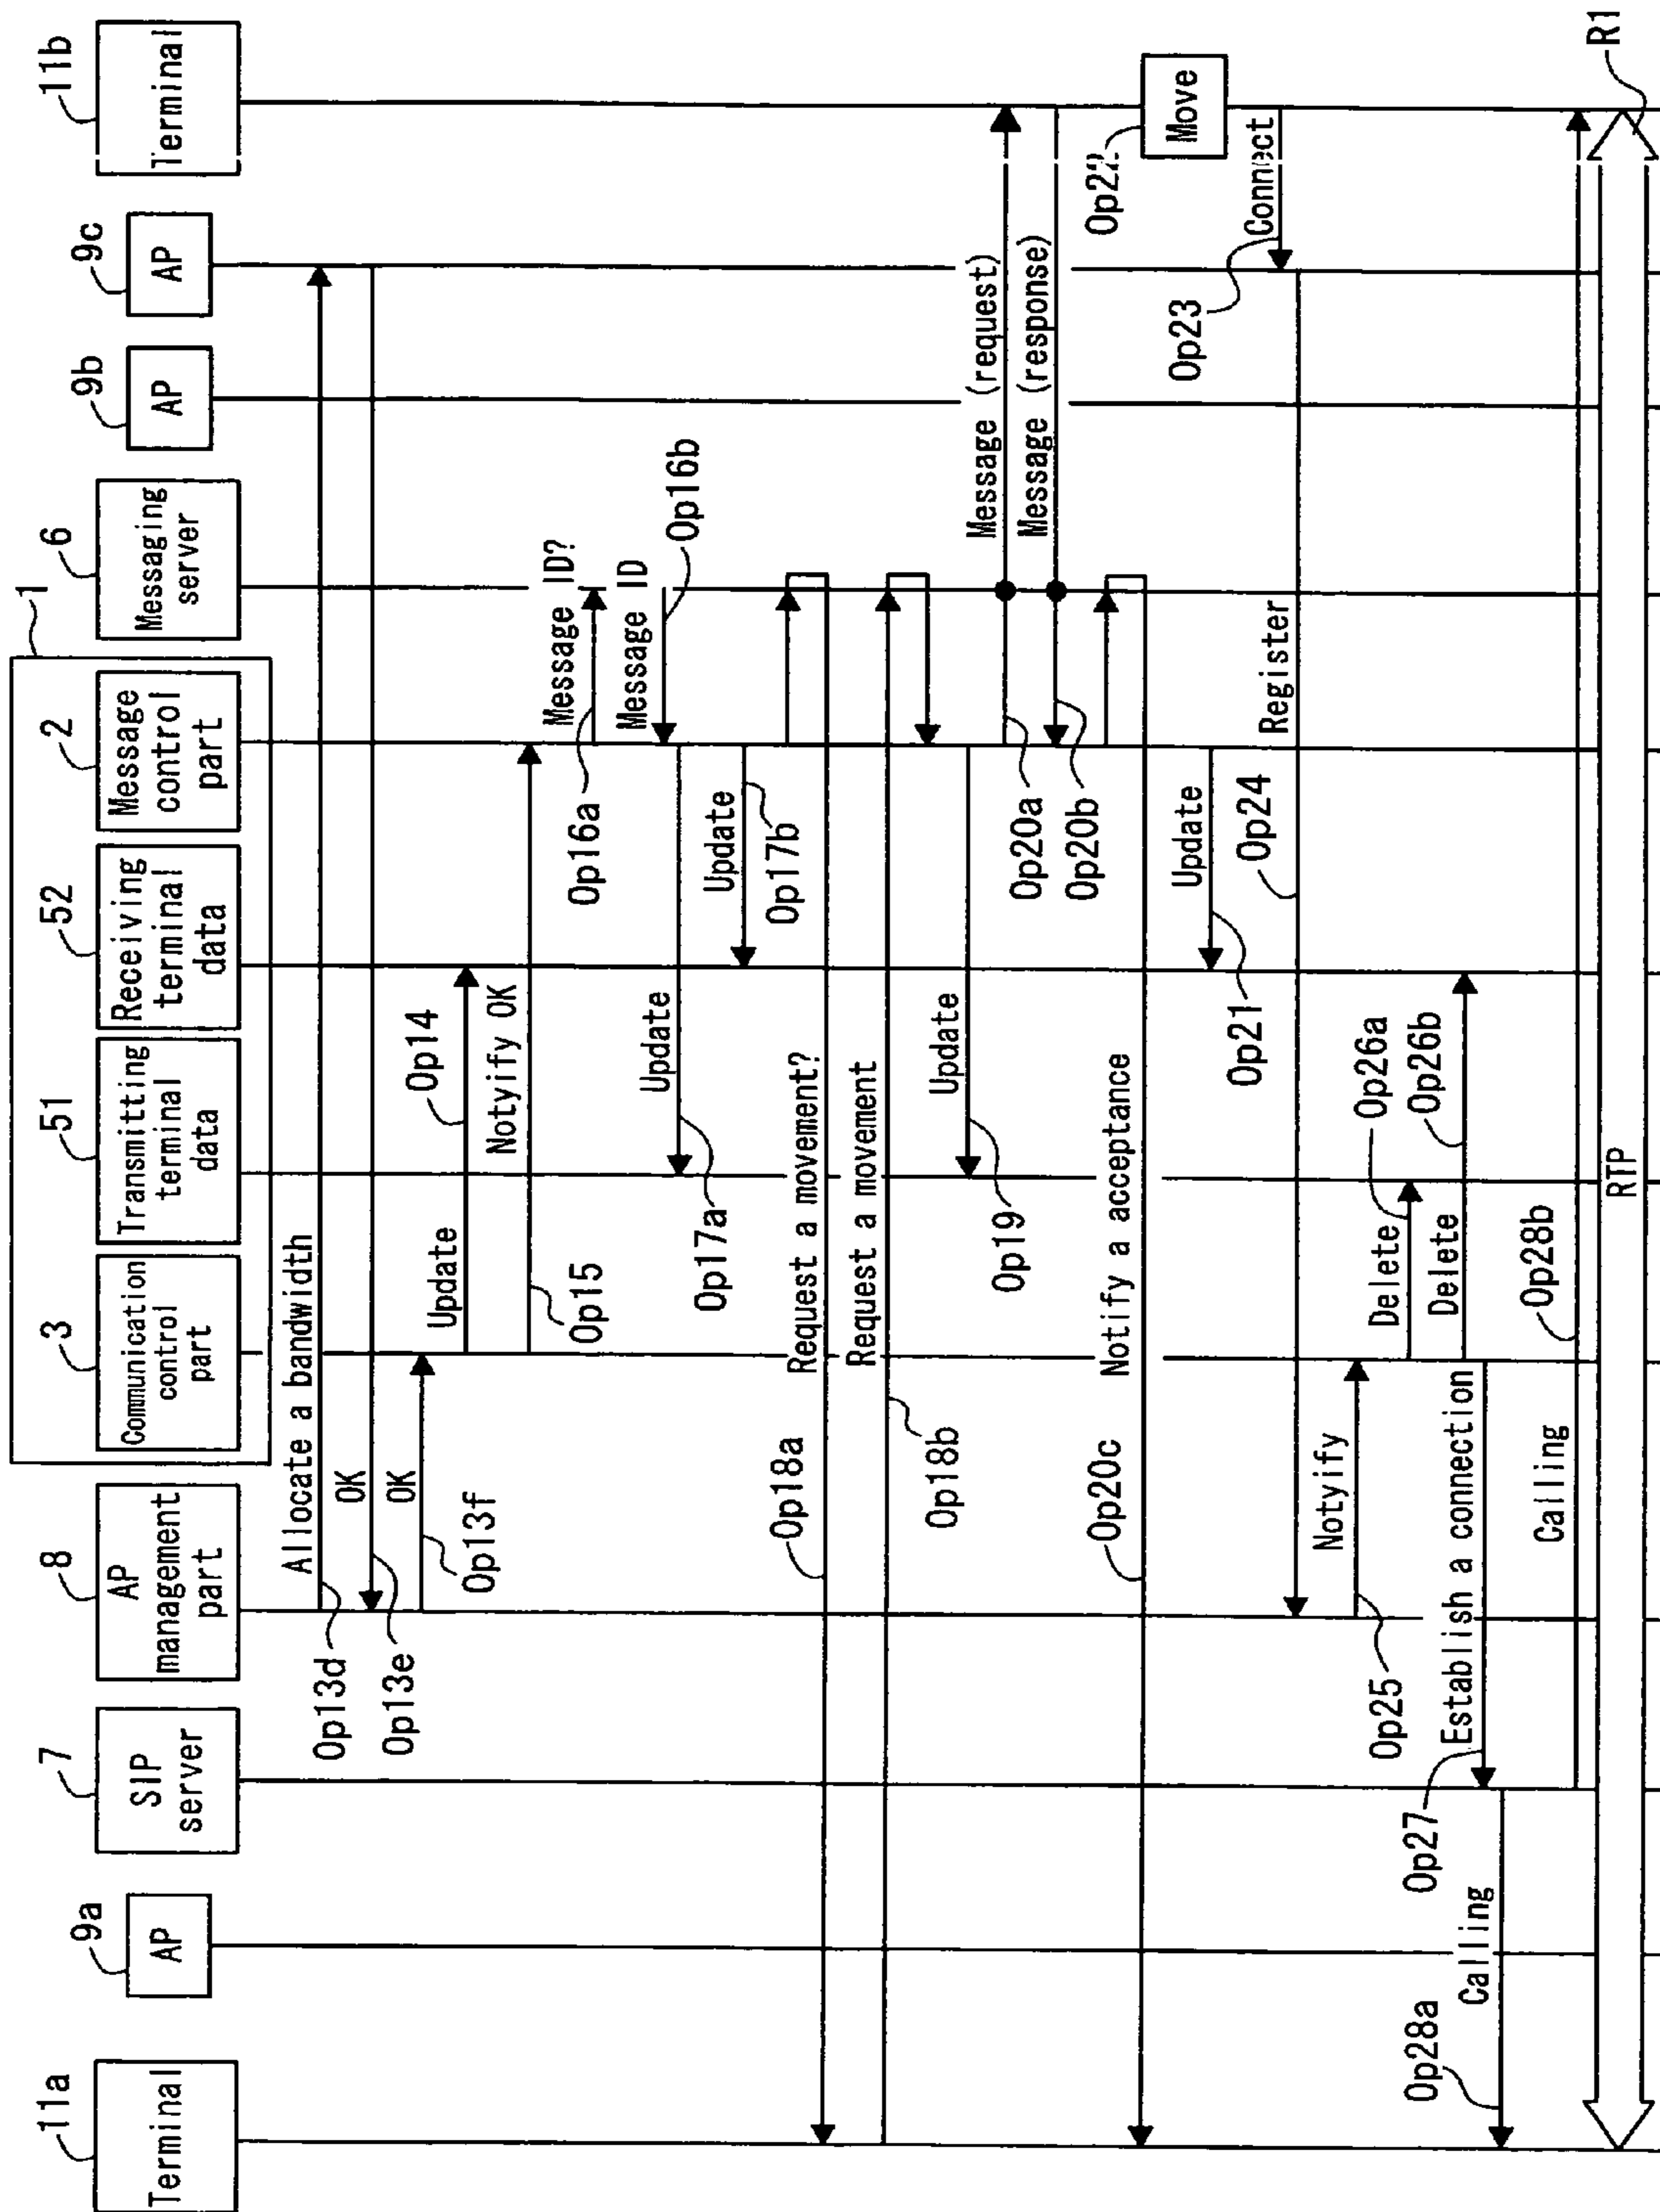 11a
Terminal
9a
AP
7
SIP
server
8
AP
management
part
1
3
Communication
control
part
51
Transmitting
terminal
data
52
Receiving
terminal
data
2
Message
control
part
6
Messaging
server
9b
AP
9c
AP
11b
Terminal
Allocate a bandwidth
Op13d
OK
Op13e
OK
Op13f
Update
Op14
Notyify OK
Op15
Message ID?
Op16a
Message ID
Op16b
Update
Op17a
Update
Op17b
Request a movement?
Op18a
Request a movement
Op18b
Update
Op19
Message (request)
Op20a
Message (response)
Op20b
Notify a acceptance
Op20c
Update
Op21
Move
Op22
Connect
Op23
Register
Op24
Notyify
Op25
Delete
Op26a
Delete
Op26b
Establish a connection
Op27
Calling
Op28a
Calling
Op28b
RTP
R1